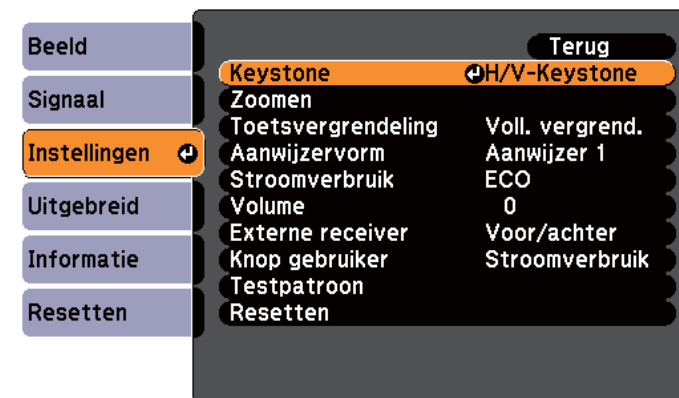 Beeld
Signaal
Instellingen
Uitgebreid
Informatie
Resetten
Terug
Keystone H/V-Keystone
Zoomen
Toetsvergrendeling Voll. vergrend.
Aanwijzervorm Aanwijzer 1
Stroomverbruik ECO
Volume 0
Externe receiver Voor/achter
Knop gebruiker Stroomverbruik
Testpatroon
Resetten